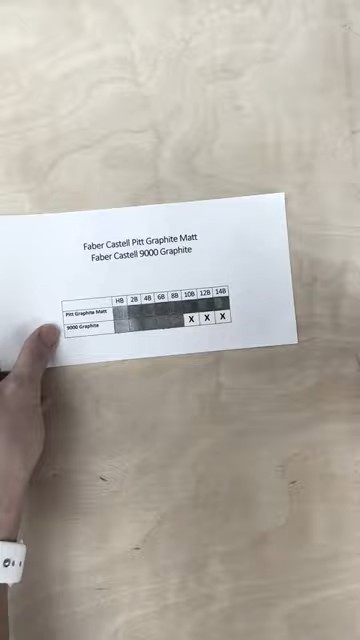 Faber Castell Pitt Graphite Matt
Faber Castell 9000 Graphite
HB 2B 4B 6B 8B 10B 12B 14B
Pitt Graphite Matt
9000 Graphite X X X